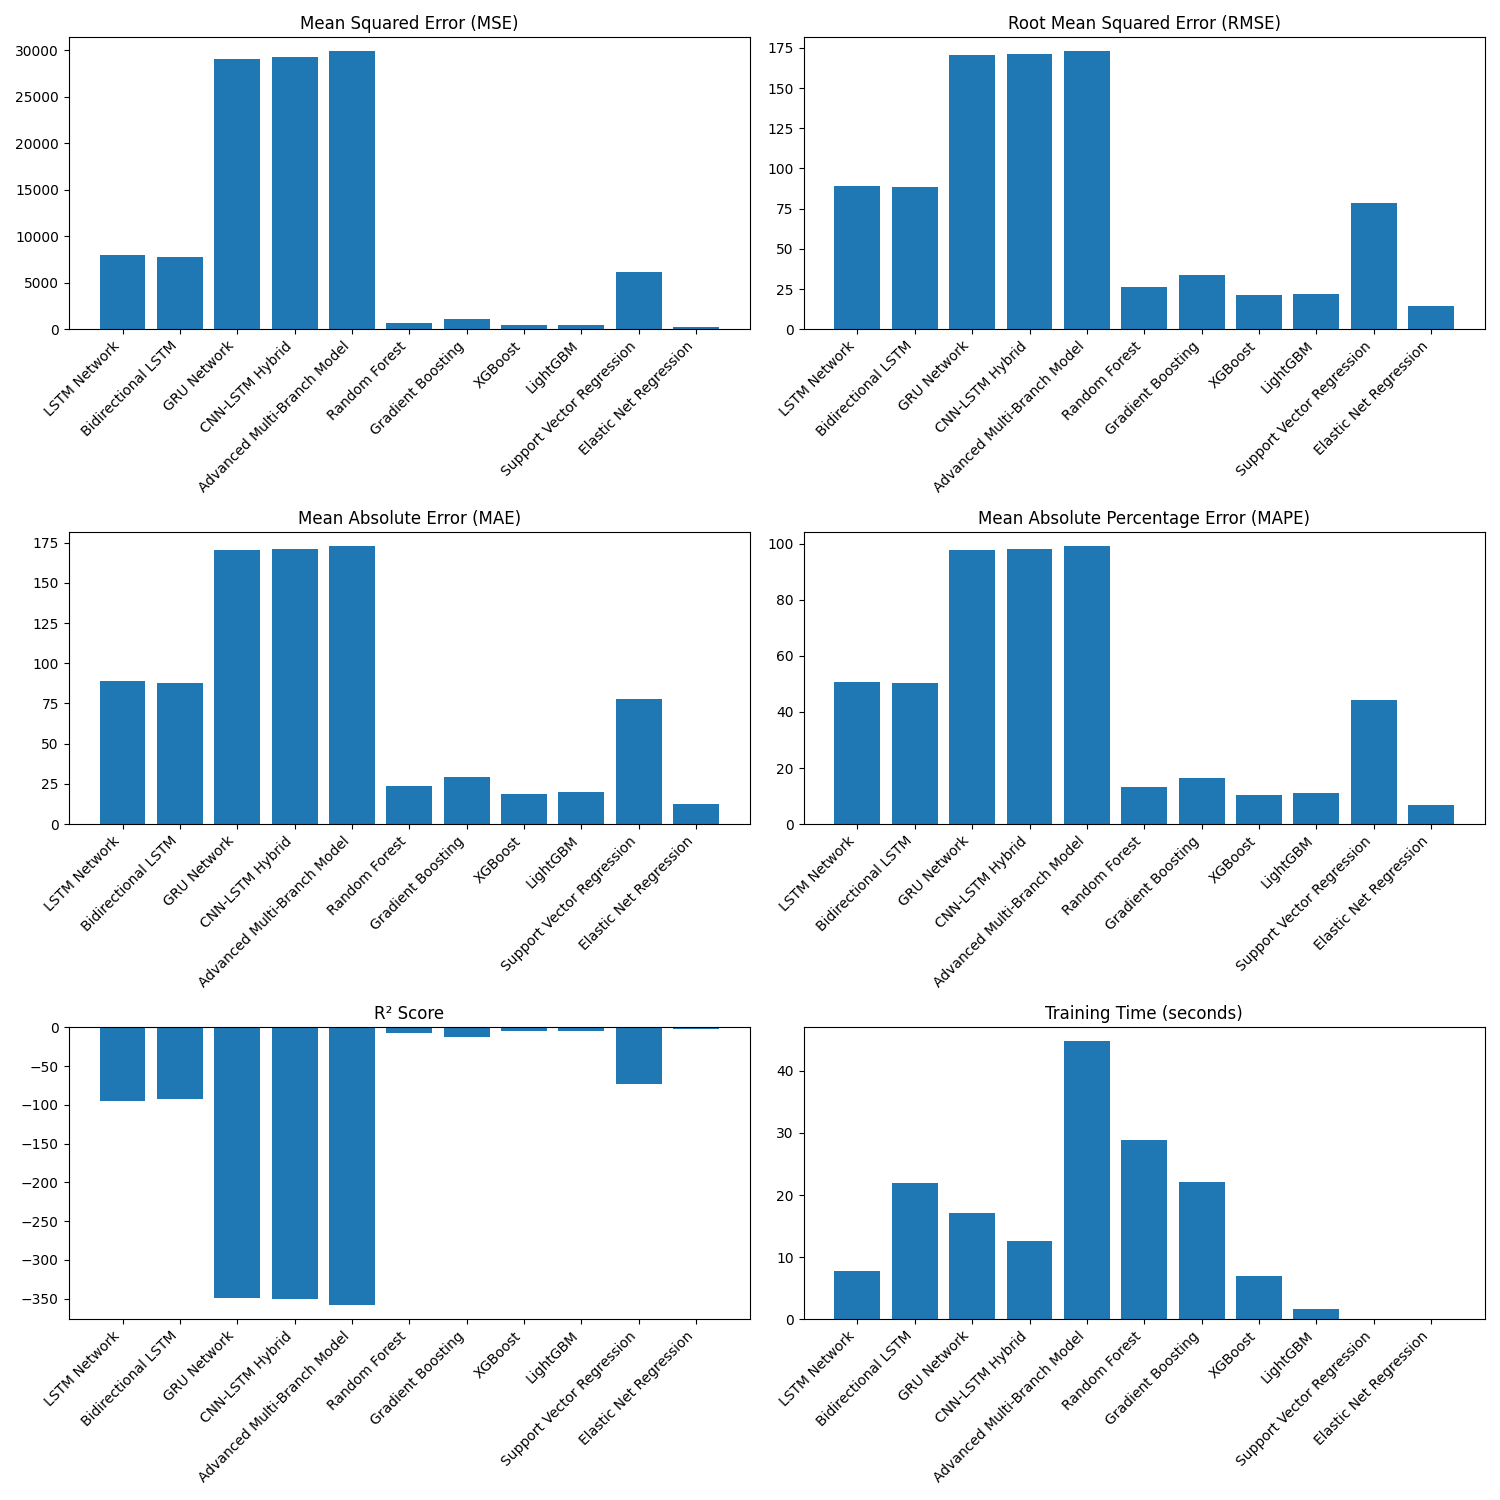 Mean Squared Error (MSE)
30000
25000
20000
15000
10000
5000
0
LSTM Network
Bidirectional LSTM
GRU Network
CNN-LSTM Hybrid
Advanced Multi-Branch Model
Random Forest
Gradient Boosting
XGBoost
LightGBM
Support Vector Regression
Elastic Net Regression
Root Mean Squared Error (RMSE)
175
150
125
100
75
50
25
0
LSTM Network
Bidirectional LSTM
GRU Network
CNN-LSTM Hybrid
Advanced Multi-Branch Model
Random Forest
Gradient Boosting
XGBoost
LightGBM
Support Vector Regression
Elastic Net Regression
Mean Absolute Error (MAE)
175
150
125
100
75
50
25
0
LSTM Network
Bidirectional LSTM
GRU Network
CNN-LSTM Hybrid
Advanced Multi-Branch Model
Random Forest
Gradient Boosting
XGBoost
LightGBM
Support Vector Regression
Elastic Net Regression
Mean Absolute Percentage Error (MAPE)
100
80
60
40
20
0
LSTM Network
Bidirectional LSTM
GRU Network
CNN-LSTM Hybrid
Advanced Multi-Branch Model
Random Forest
Gradient Boosting
XGBoost
LightGBM
Support Vector Regression
Elastic Net Regression
R² Score
0
−50
−100
−150
−200
−250
−300
−350
LSTM Network
Bidirectional LSTM
GRU Network
CNN-LSTM Hybrid
Advanced Multi-Branch Model
Random Forest
Gradient Boosting
XGBoost
LightGBM
Support Vector Regression
Elastic Net Regression
Training Time (seconds)
40
30
20
10
0
LSTM Network
Bidirectional LSTM
GRU Network
CNN-LSTM Hybrid
Advanced Multi-Branch Model
Random Forest
Gradient Boosting
XGBoost
LightGBM
Support Vector Regression
Elastic Net Regression